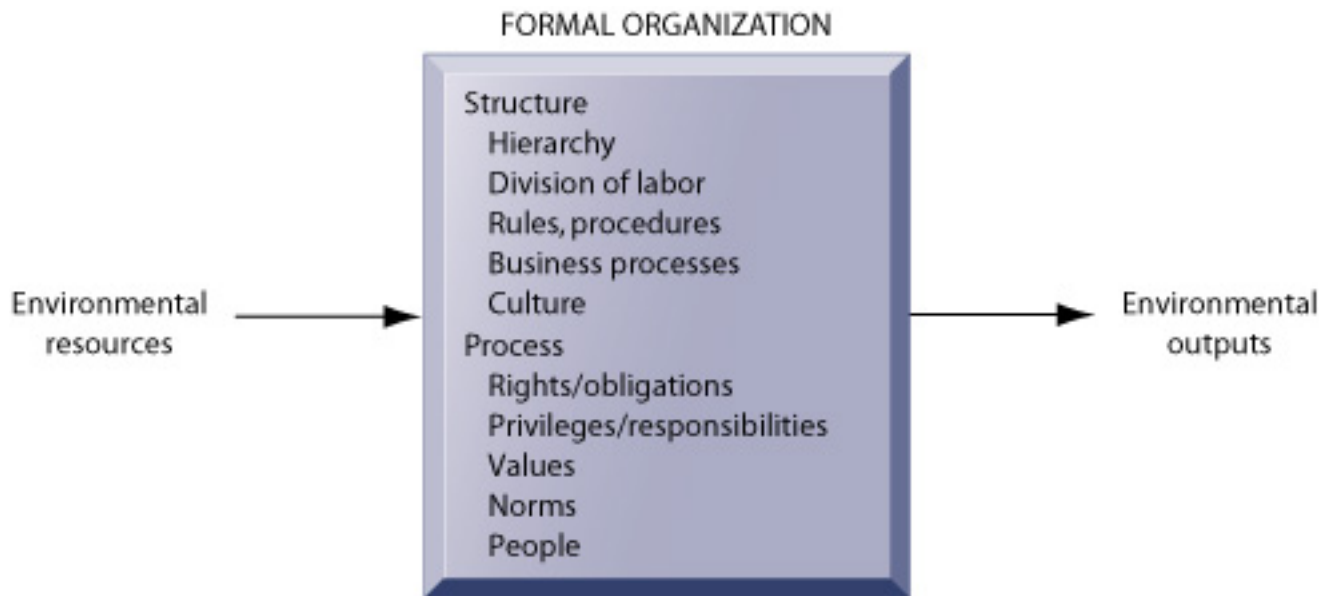 FORMAL ORGANIZATION
Structure
Hierarchy
Division of labor
Rules, procedures
Business processes
Culture
Process
Rights/obligations
Privileges/responsibilities
Values
Norms
People
Environmental
resources
Environmental
outputs